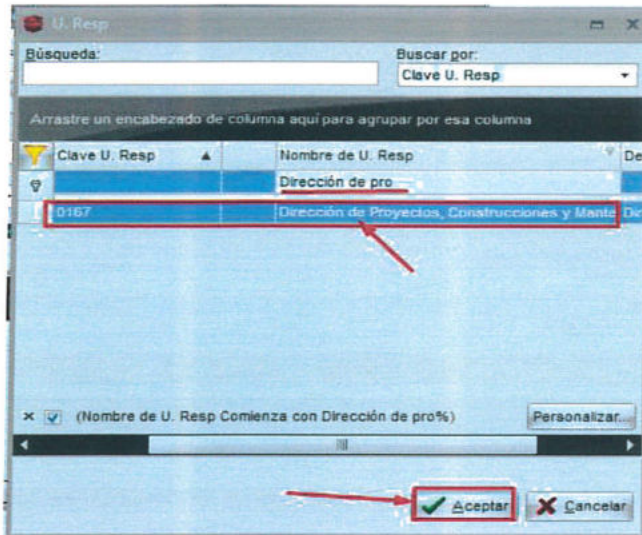 U. Resp
Búsqueda:
Buscar por:
Clave U. Resp
Arrastre un encabezado de columna aquí para agrupar por esa columna
Clave U. Resp Nombre de U. Resp De
Dirección de pro
0167 Dirección de Proyectos, Construcciones y Mante Dir
(Nombre de U. Resp Comienza con Dirección de pro%) Personalizar...
Aceptar Cancelar